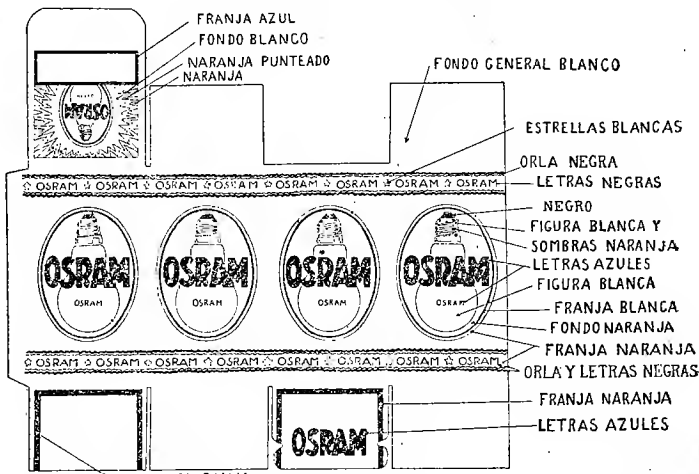 FRANJA AZUL
FONDO BLANCO
NARANJA PUNTEADO
NARANJA
OSRAM
FONDO GENERAL BLANCO
ESTRELLAS BLANCAS
ORLA NEGRA
☆ OSRAM ☆ OSRAM ☆ OSRAM ☆ OSRAM ☆ OSRAM ☆ OSRAM ☆ OSRAM ☆ OSRAM
LETRAS NEGRAS
NEGRO
FIGURA BLANCA Y
SOMBRAS NARANJA
OSRAM OSRAM OSRAM OSRAM
LETRAS AZULES
FIGURA BLANCA
OSRAM OSRAM OSRAM OSRAM
FRANJA BLANCA
FONDO NARANJA
FRANJA NARANJA
☆ OSRAM ☆ OSRAM ☆ OSRAM ☆ OSRAM ☆ OSRAM ☆ OSRAM ☆ OSRAM ☆ OSRAM
ORLA Y LETRAS NEGRAS
FRANJA NARANJA
LETRAS AZULES
OSRAM